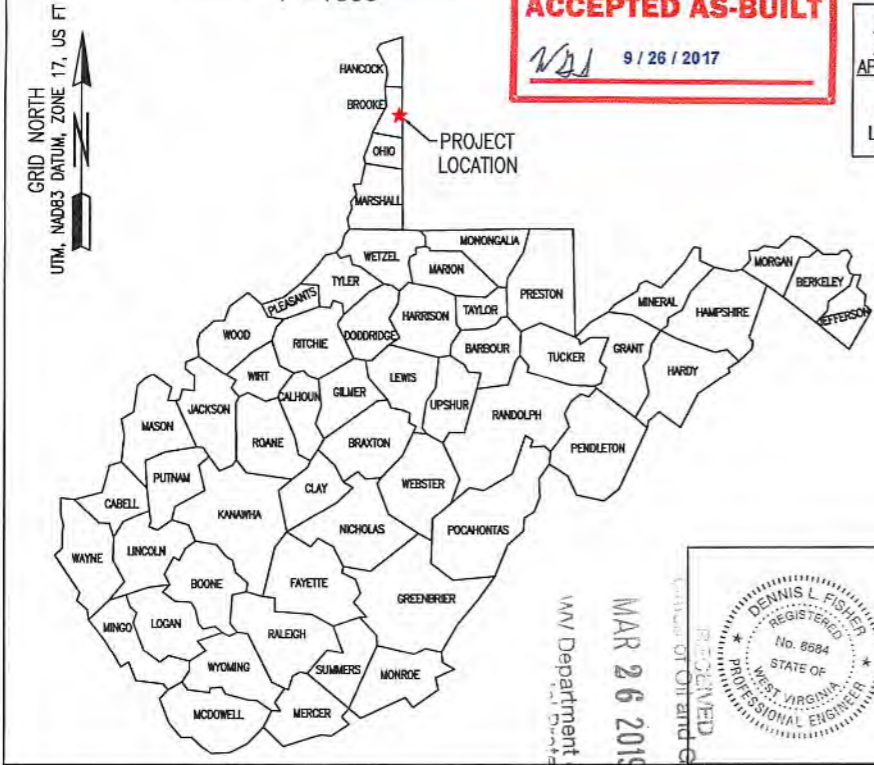 ACCEPTED AS-BUILT
9 / 26 / 2017
GRID NORTH
UTM, NAD83 DATUM, ZONE 17, US FT
N
HANCOCK
BROOKE
PROJECT
LOCATION
OHIO
MARSHALL
WETZEL
MONONGALIA
MARION
TYLER
PRESTON
PLEASANTS
MORGAN
BERKELEY
JEFFERSON
MINERAL
HAMPSHIRE
WOOD
DODDRIDGE
HARRISON
TAYLOR
RITCHIE
BARBOUR
TUCKER
GRANT
HARDY
WIRT
CALHOUN
GILMER
LEWIS
UPSHUR
RANDOLPH
JACKSON
MASON
ROANE
BRAXTON
PENDLETON
PUTNAM
CLAY
WEBSTER
CABELL
KANAWHA
NICHOLAS
POCAHONTAS
WAYNE
LINCOLN
BOONE
FAYETTE
GREENBRIER
MINGO
LOGAN
RALEIGH
WYOMING
SUMMERS
MONROE
MCDOWELL
MERCER
RECEIVED
of Oil and G
MAR 26 2019
WV Department
DENNIS L. FISHER
REGISTERED
No. 8684
STATE OF
WEST VIRGINIA
PROFESSIONAL ENGINEER